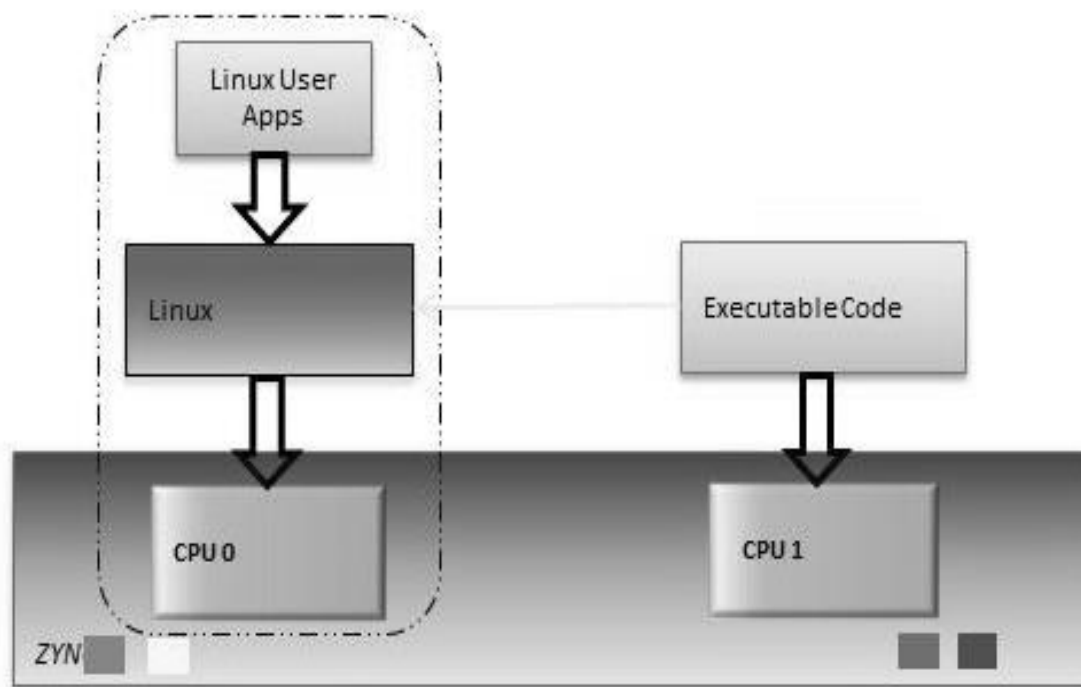 Linux User
Apps
Linux
Executable Code
CPU 0
CPU 1
ZYN